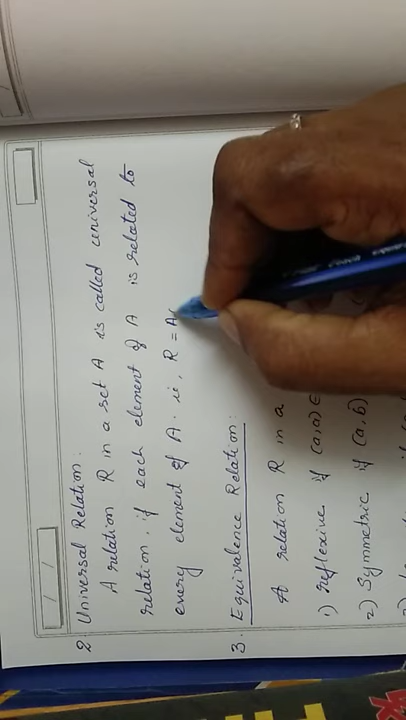 2. Universal Relation:
A relation R in a set A is called universal
relation. if each element of A is related to
every element of A. ie, R = A
3. Equivalence Relation:
A relation R in a
1) reflexive if (a,a) ∈
2) Symmetric if (a, b)